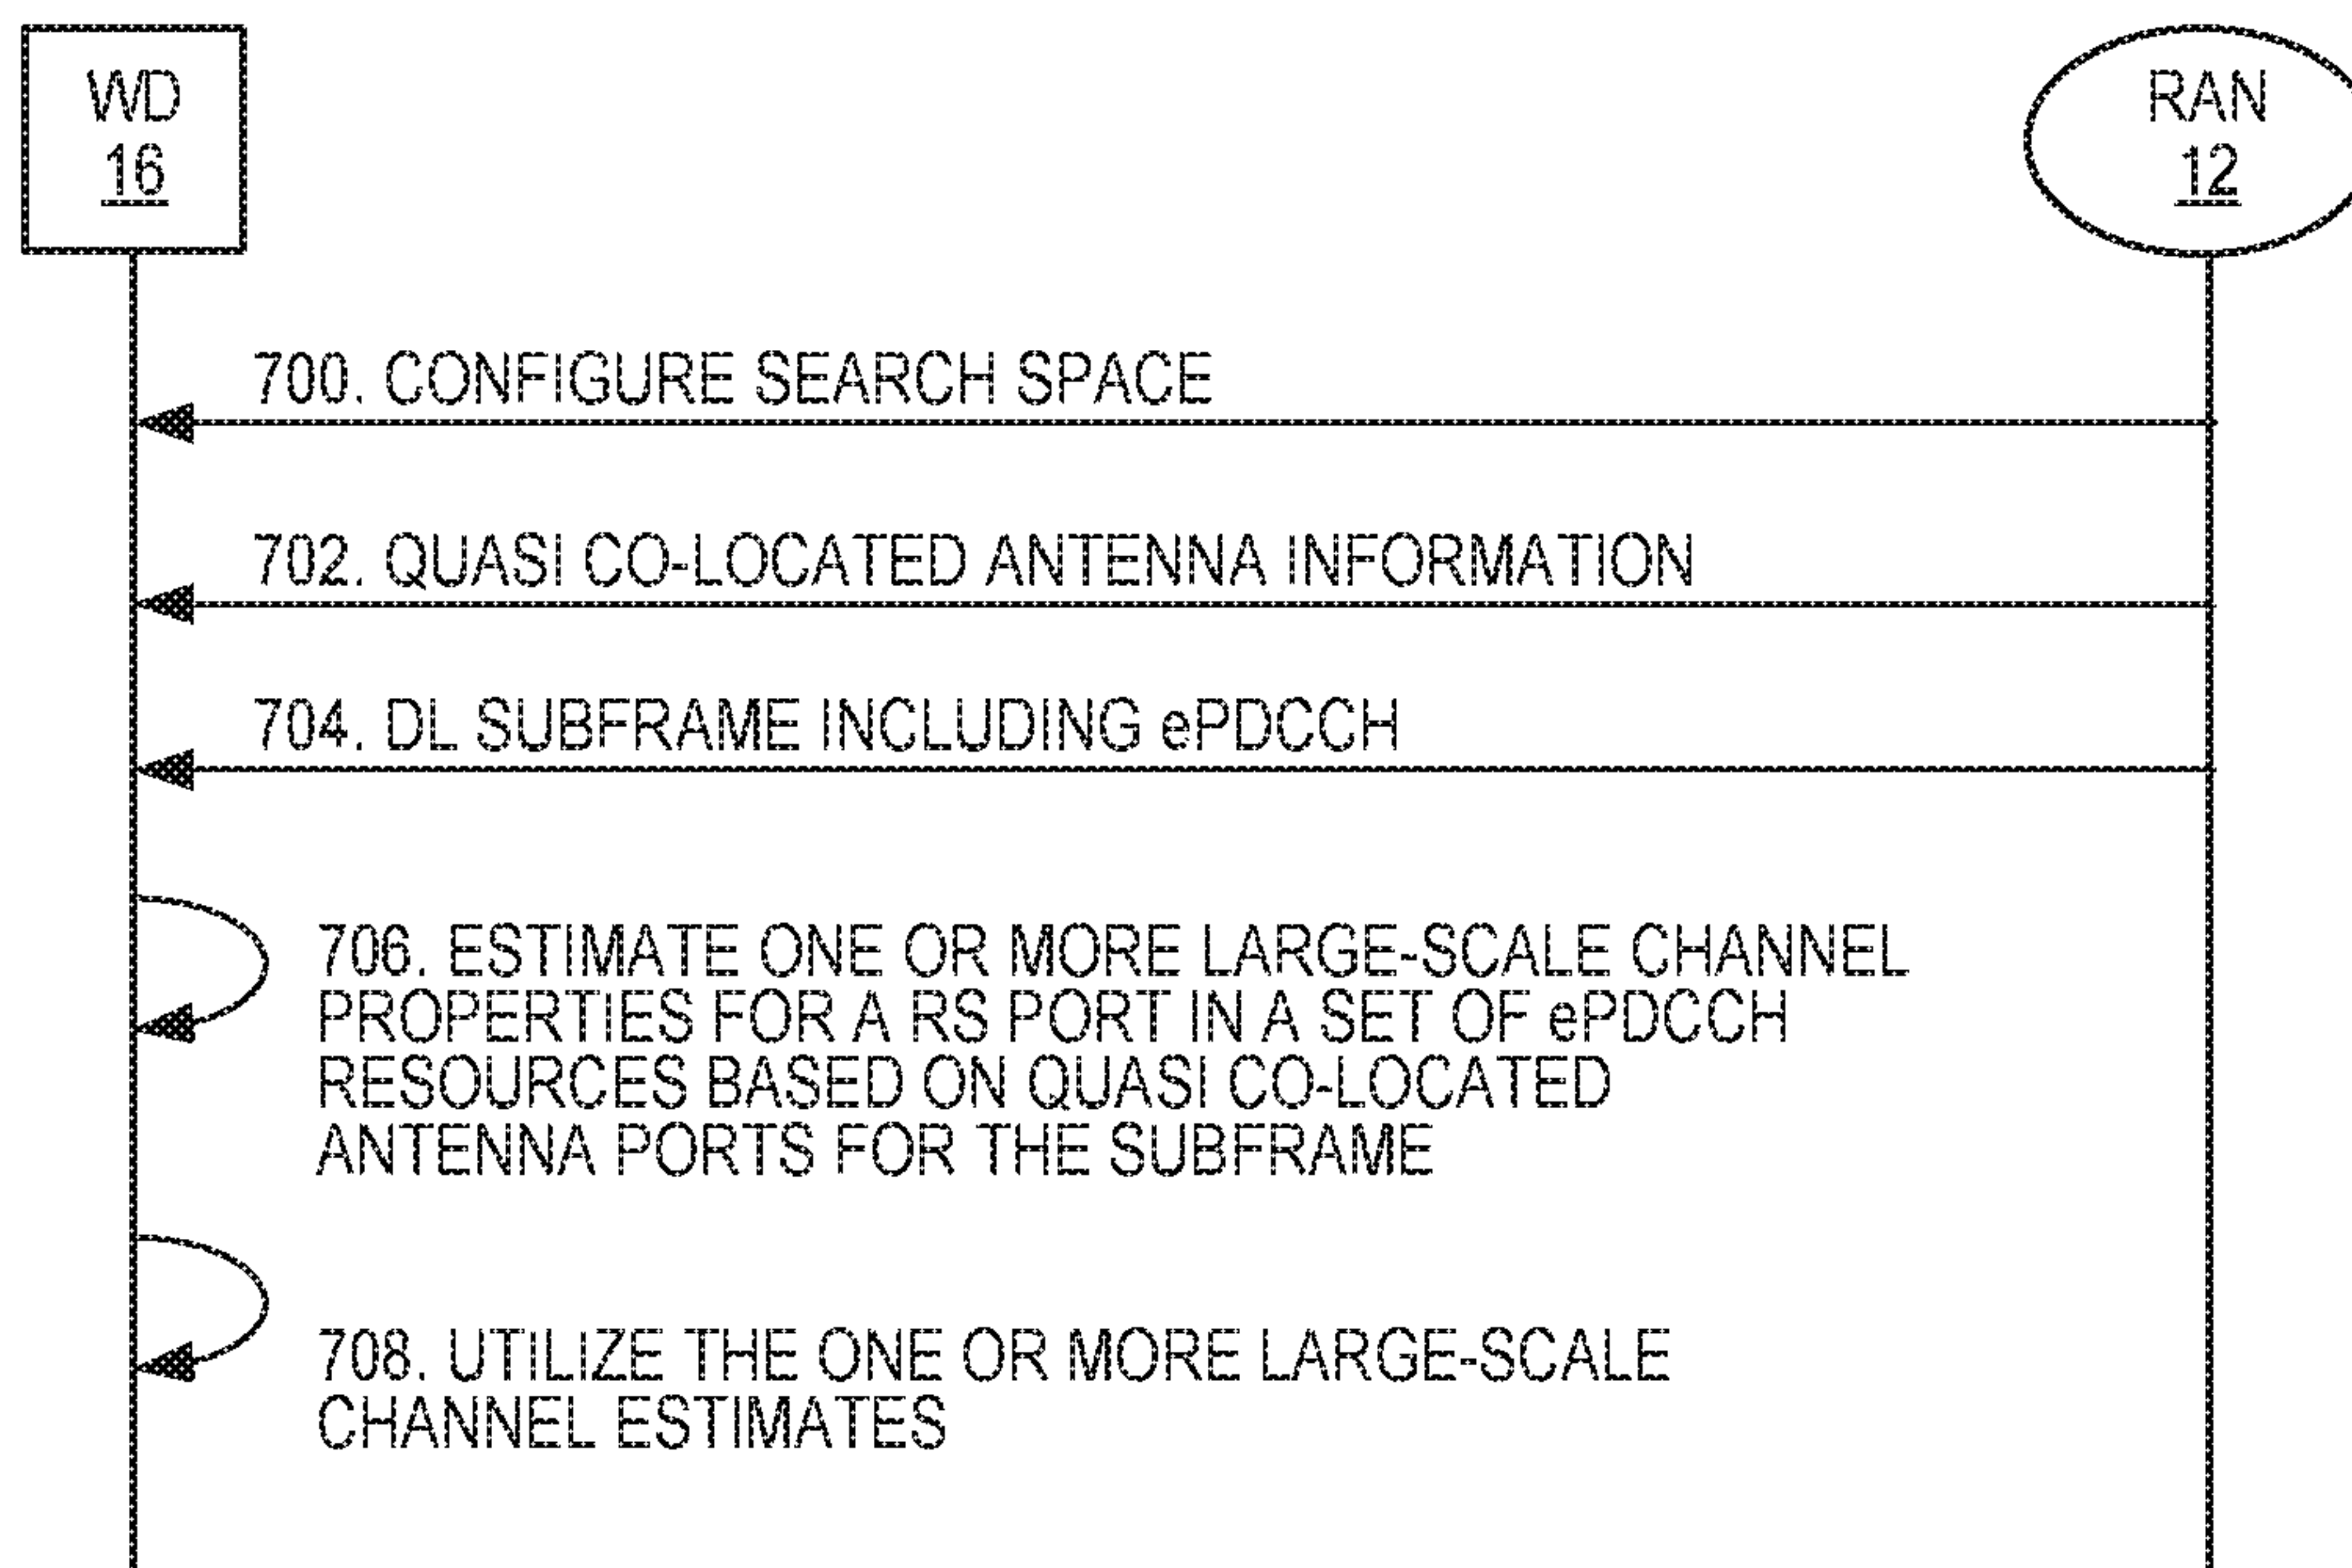 WD
16
RAN
12
700. CONFIGURE SEARCH SPACE
702. QUASI CO-LOCATED ANTENNA INFORMATION
704. DL SUBFRAME INCLUDING ePDCCH
706. ESTIMATE ONE OR MORE LARGE-SCALE CHANNEL
PROPERTIES FOR A RS PORT IN A SET OF ePDCCH
RESOURCES BASED ON QUASI CO-LOCATED
ANTENNA PORTS FOR THE SUBFRAME
708. UTILIZE THE ONE OR MORE LARGE-SCALE
CHANNEL ESTIMATES